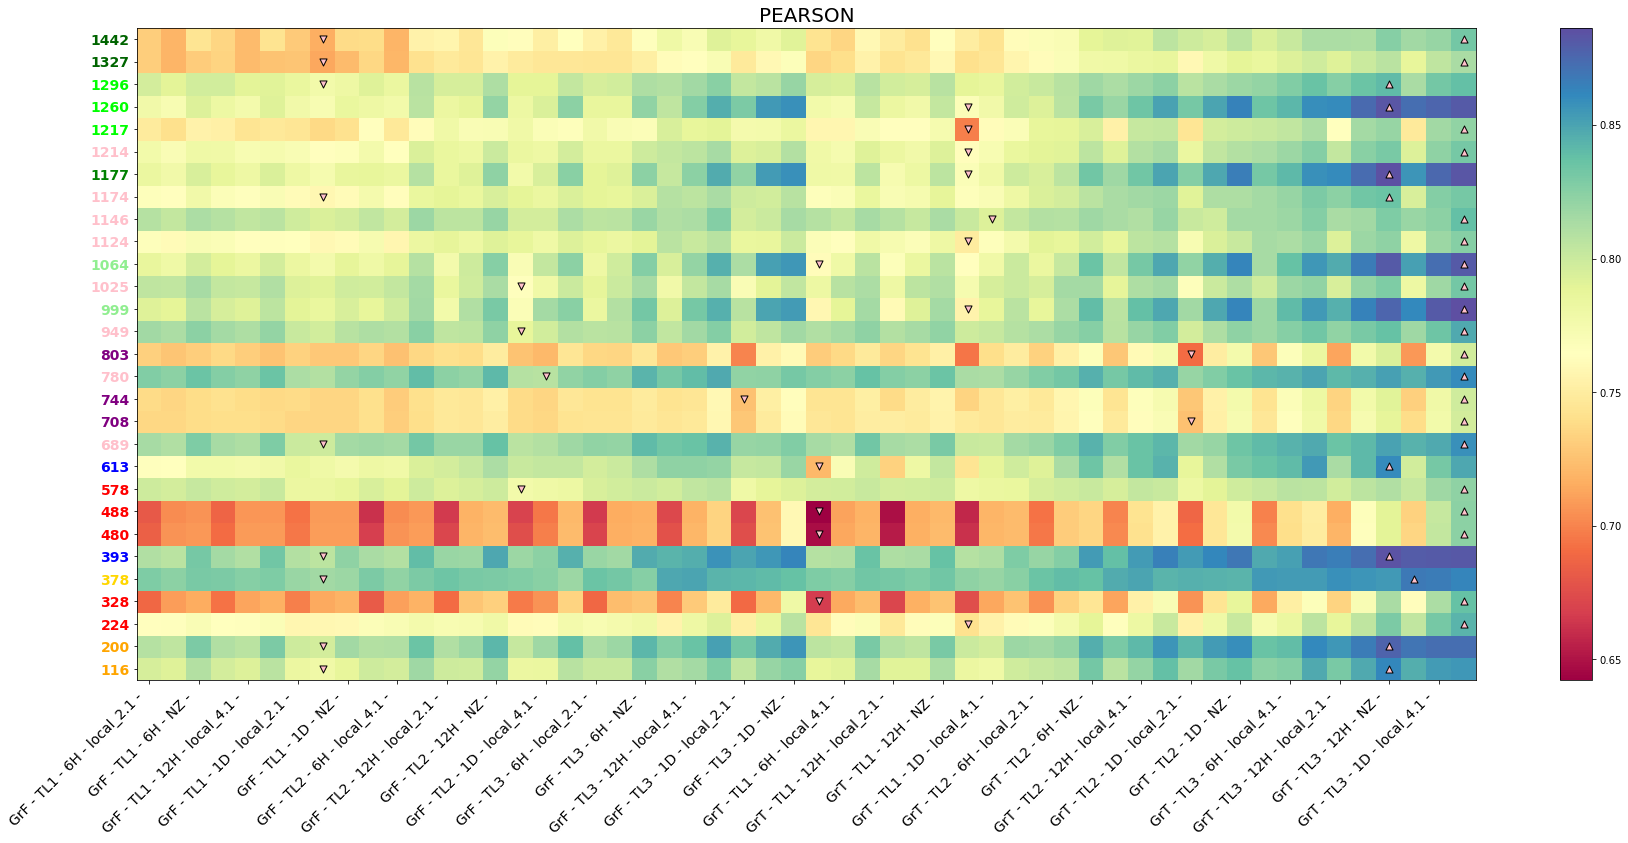 PEARSON
1442
1327
1296
1260
1217
1214
1177
1174
1146
1124
1064
1025
999
949
803
780
744
708
689
613
578
488
480
393
378
328
224
200
116
0.85
0.80
0.75
0.70
0.65
GrF - TL1 - 6H - local_2.1 -
GrF - TL1 - 6H - NZ -
GrF - TL1 - 12H - local_4.1 -
GrF - TL1 - 1D - local_2.1 -
GrF - TL1 - 1D - NZ -
GrF - TL2 - 6H - local_4.1 -
GrF - TL2 - 12H - local_2.1 -
GrF - TL2 - 12H - NZ -
GrF - TL2 - 1D - local_4.1 -
GrF - TL3 - 6H - local_2.1 -
GrF - TL3 - 6H - NZ -
GrF - TL3 - 12H - local_4.1 -
GrF - TL3 - 1D - local_2.1 -
GrF - TL3 - 1D - NZ -
GrT - TL1 - 6H - local_4.1 -
GrT - TL1 - 12H - local_2.1 -
GrT - TL1 - 12H - NZ -
GrT - TL1 - 1D - local_4.1 -
GrT - TL2 - 6H - local_2.1 -
GrT - TL2 - 6H - NZ -
GrT - TL2 - 12H - local_4.1 -
GrT - TL2 - 1D - local_2.1 -
GrT - TL2 - 1D - NZ -
GrT - TL3 - 6H - local_4.1 -
GrT - TL3 - 12H - local_2.1 -
GrT - TL3 - 12H - NZ -
GrT - TL3 - 1D - local_4.1 -